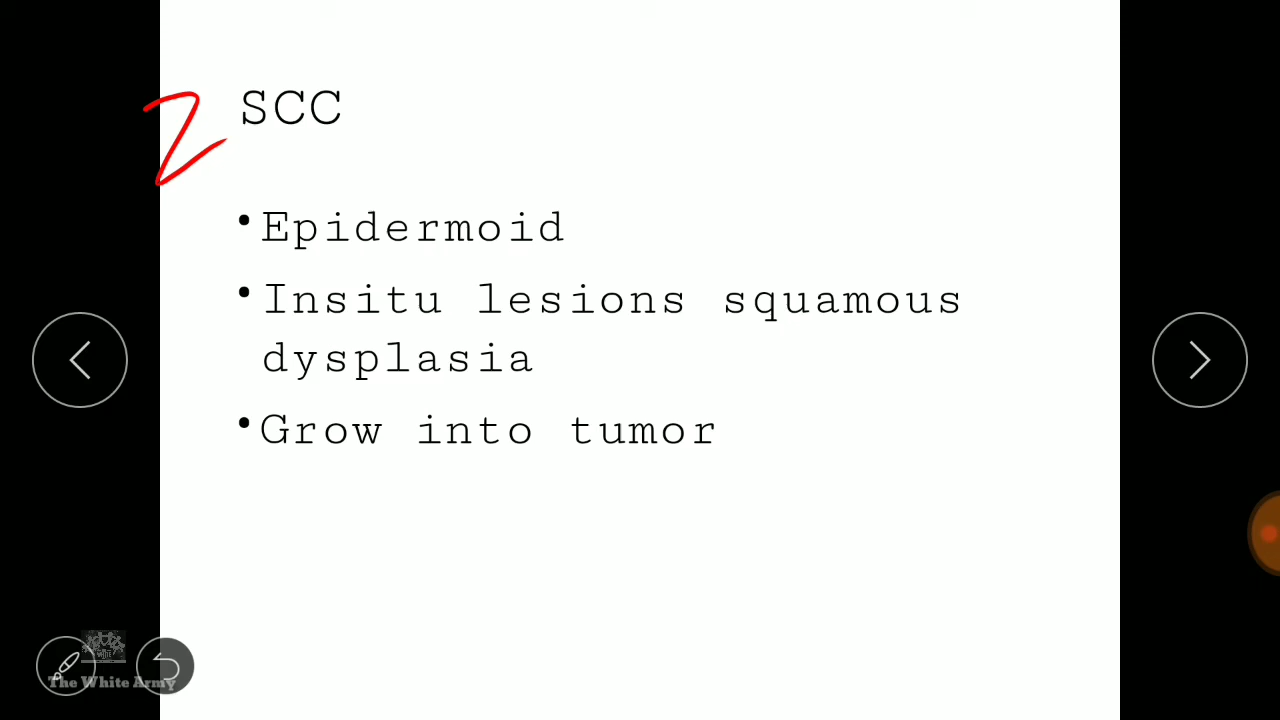 2 SCC
• Epidermoid
• Insitu lesions squamous
dysplasia
• Grow into tumor
The White Army